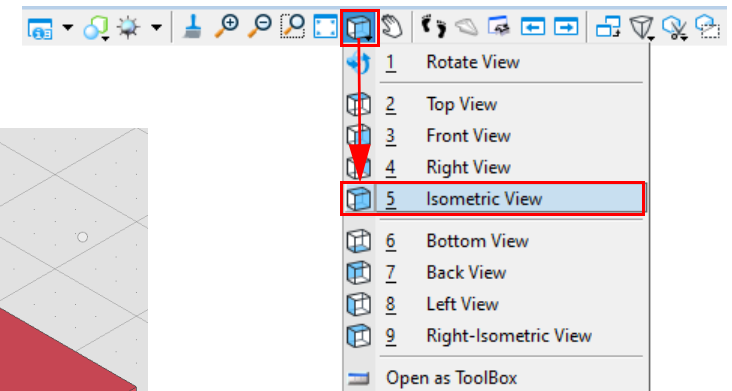 1 Rotate View
2 Top View
3 Front View
4 Right View
5 Isometric View
6 Bottom View
7 Back View
8 Left View
9 Right-Isometric View
Open as ToolBox